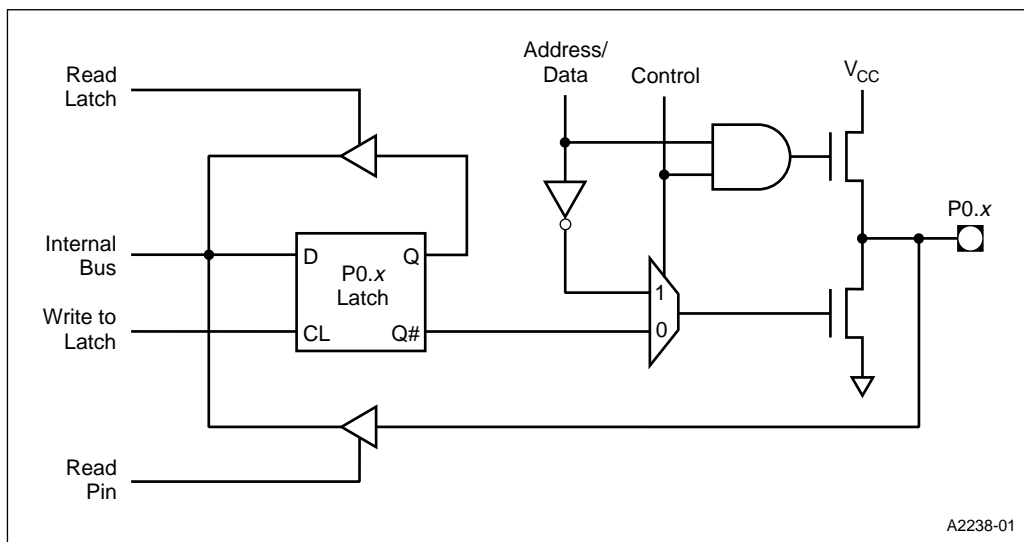 Read
Latch
Internal
Bus
Write to
Latch
Read
Pin
D
Q
P0.x
Latch
CL
Q#
Address/
Data
Control
1
0
VCC
P0.x
A2238-01